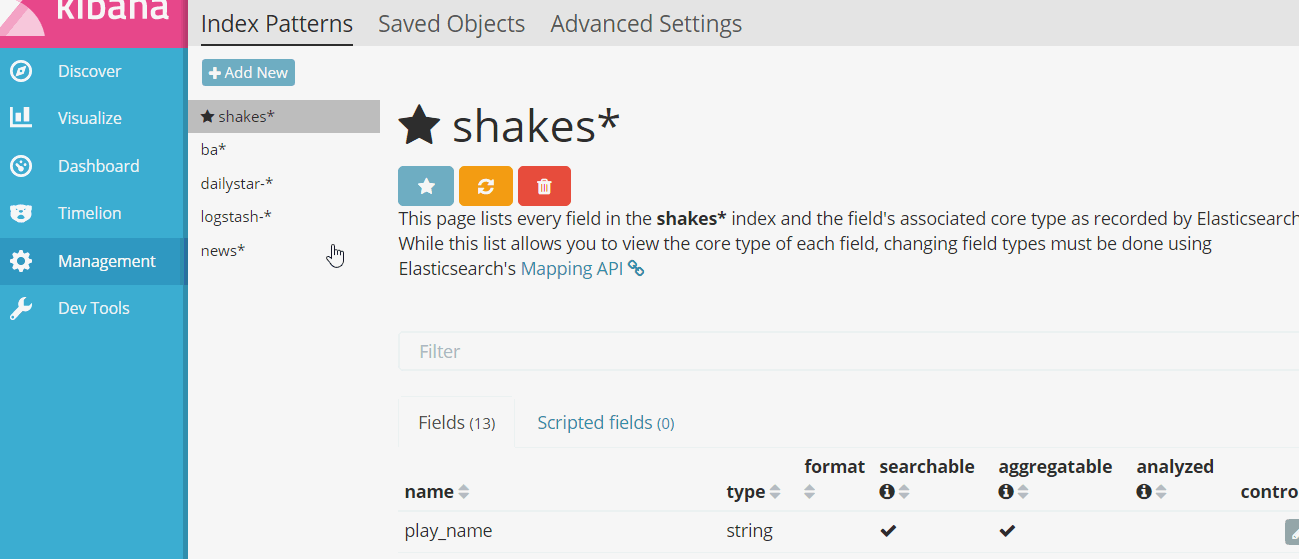 kibana
Index Patterns Saved Objects Advanced Settings
Discover
Visualize
Dashboard
Timelion
Management
Dev Tools
Add New
shakes*
ba*
dailystar-*
logstash-*
news*
shakes*
This page lists every field in the shakes* index and the field's associated core type as recorded by Elasticsearch
While this list allows you to view the core type of each field, changing field types must be done using
Elasticsearch's Mapping API
Filter
Fields (13) Scripted fields (0)
name type format searchable aggregatable analyzed contro
play_name string